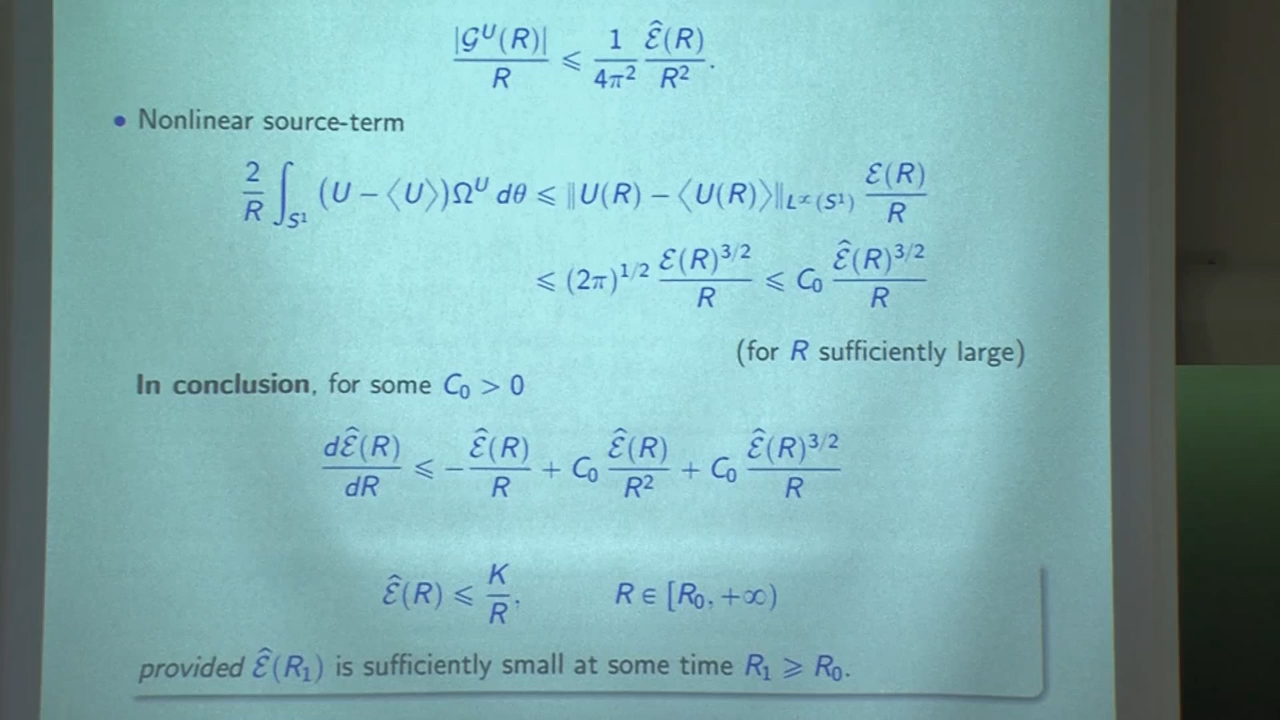 |𝒢ᵁ(R)|/R ⩽ 1/(4π²) ℰ̂(R)/R².
• Nonlinear source-term
2/R ∫_{S¹} (U − ⟨U⟩)Ωᵁ dθ ⩽ ‖U(R) − ⟨U(R)⟩‖_{L^∞(S¹)} ℰ(R)/R
⩽ (2π)^{1/2} ℰ(R)^{3/2}/R ⩽ C₀ ℰ̂(R)^{3/2}/R
(for R sufficiently large)
In conclusion, for some C₀ > 0
dℰ̂(R)/dR ⩽ − ℰ̂(R)/R + C₀ ℰ̂(R)/R² + C₀ ℰ̂(R)^{3/2}/R
ℰ̂(R) ⩽ K/R, R ∈ [R₀, +∞)
provided ℰ̂(R₁) is sufficiently small at some time R₁ ⩾ R₀.